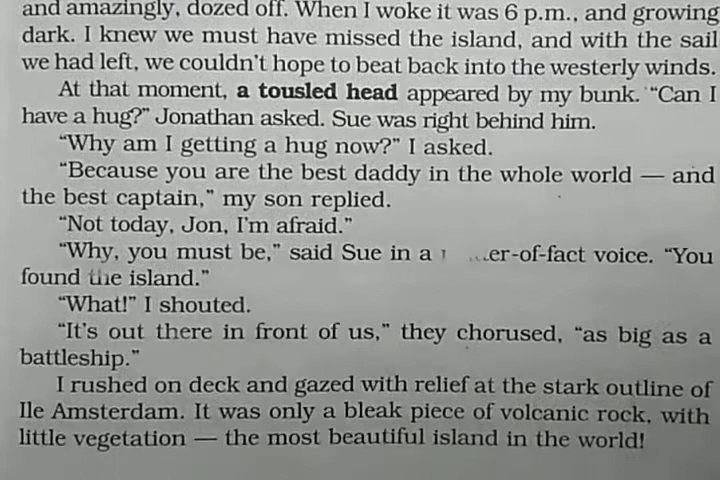 and amazingly, dozed off. When I woke it was 6 p.m., and growing
dark. I knew we must have missed the island, and with the sail
we had left, we couldn't hope to beat back into the westerly winds.
At that moment, a tousled head appeared by my bunk. "Can I
have a hug?" Jonathan asked. Sue was right behind him.
"Why am I getting a hug now?" I asked.
"Because you are the best daddy in the whole world — and
the best captain," my son replied.
"Not today, Jon, I'm afraid."
"Why, you must be," said Sue in a er-of-fact voice. "You
found the island."
"What!" I shouted.
"It's out there in front of us," they chorused, "as big as a
battleship."
I rushed on deck and gazed with relief at the stark outline of
Ile Amsterdam. It was only a bleak piece of volcanic rock, with
little vegetation — the most beautiful island in the world!